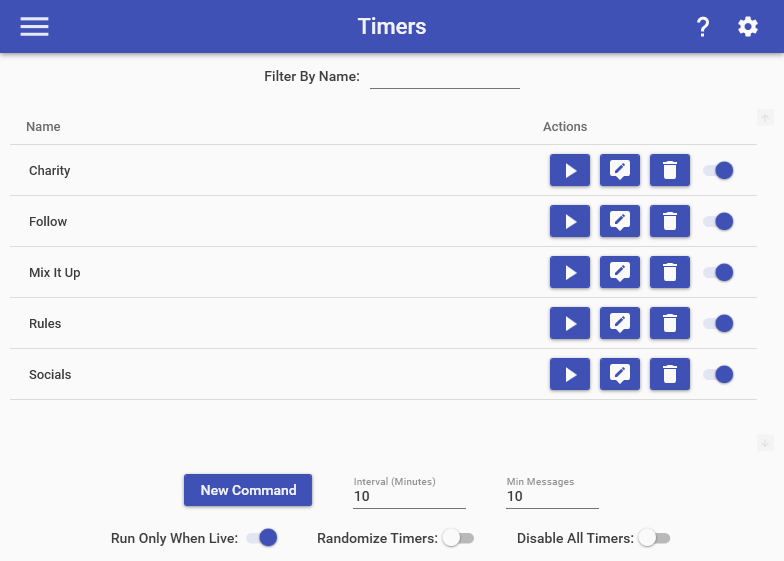 Timers
Filter By Name:
Name Actions
Charity
Follow
Mix It Up
Rules
Socials
New Command
Interval (Minutes)
10
Min Messages
10
Run Only When Live: Randomize Timers: Disable All Timers: